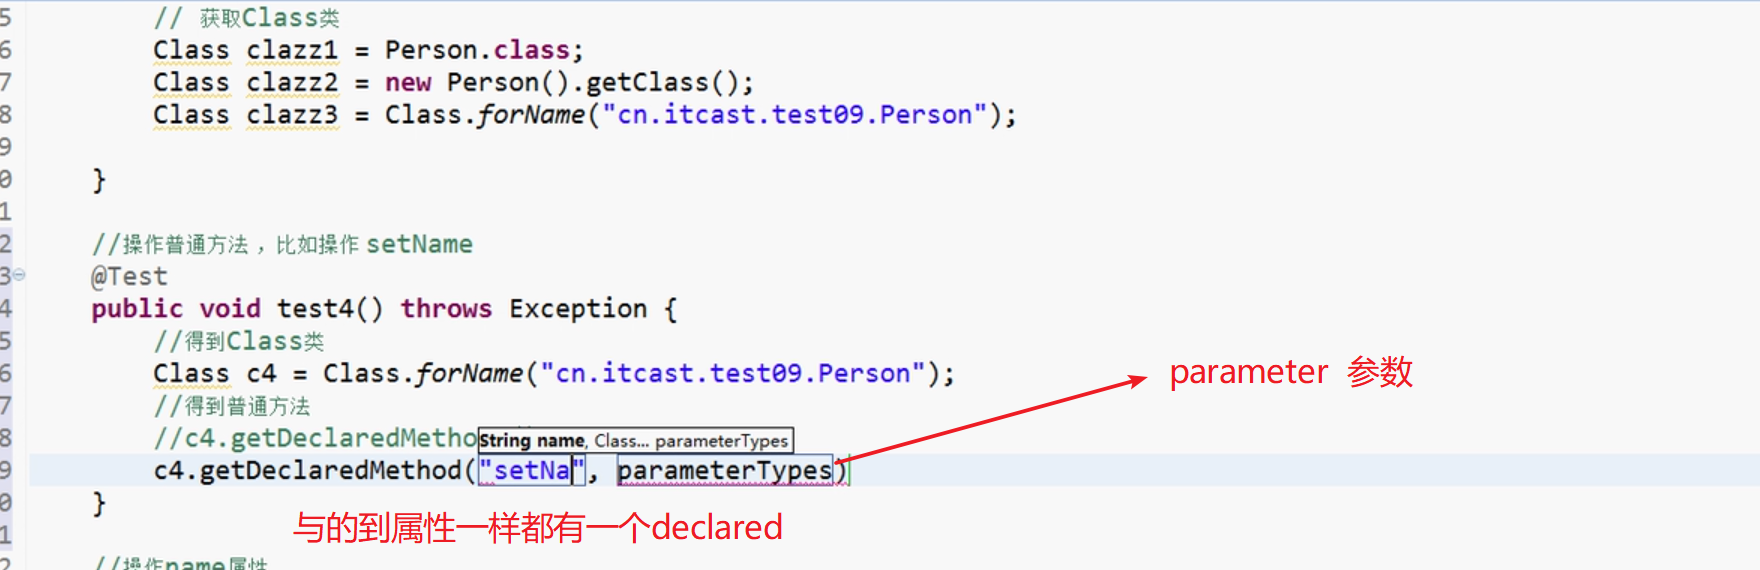 5 // 获取Class类
6 Class clazz1 = Person.class;
7 Class clazz2 = new Person().getClass();
8 Class clazz3 = Class.forName("cn.itcast.test09.Person");
9
0 }
1
2 //操作普通方法 ，比如操作 setName
3 @Test
4 public void test4() throws Exception {
5 //得到Class类
6 Class c4 = Class.forName("cn.itcast.test09.Person");
parameter 参数
7 //得到普通方法
8 //c4.getDeclaredMetho
String name, Class... parameterTypes
9 c4.getDeclaredMethod("setNa", parameterTypes)
0 }
与的到属性一样都有一个declared
1
2 //操作name属性